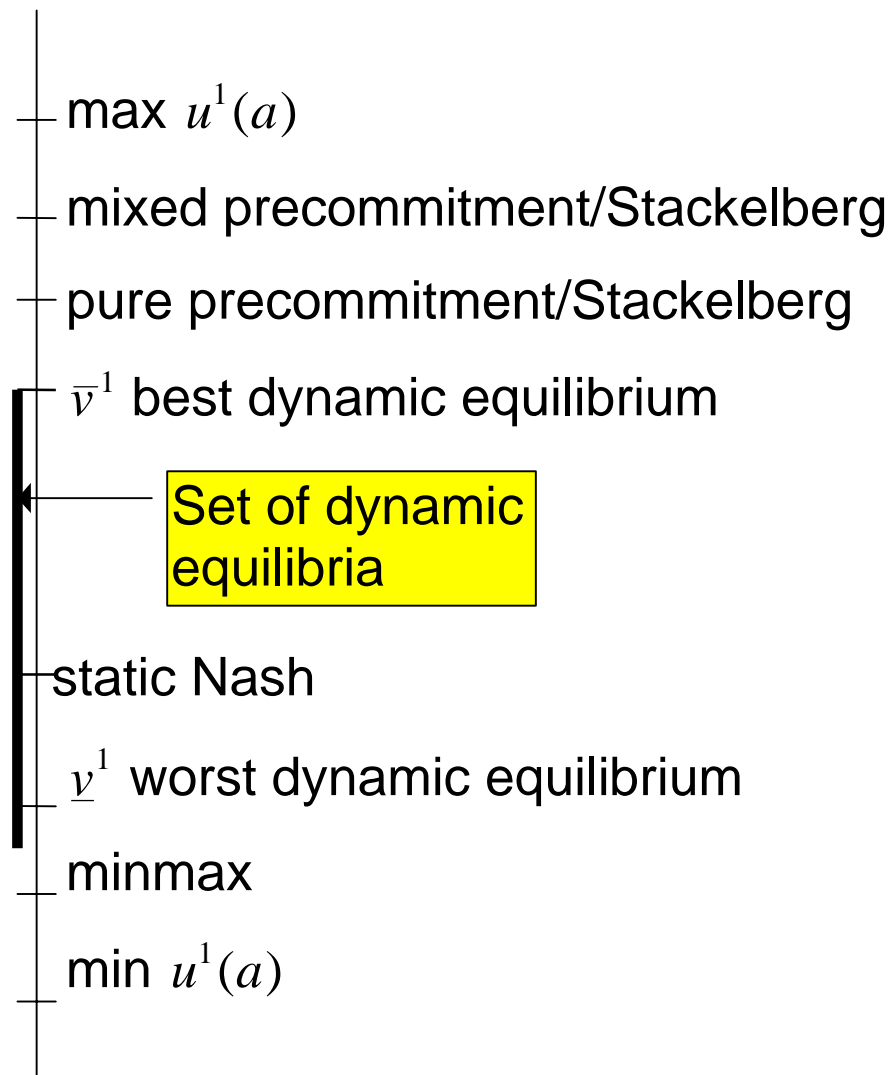 max u¹(a)
mixed precommitment/Stackelberg
pure precommitment/Stackelberg
v̅¹ best dynamic equilibrium
Set of dynamic
equilibria
static Nash
v̲¹ worst dynamic equilibrium
minmax
min u¹(a)